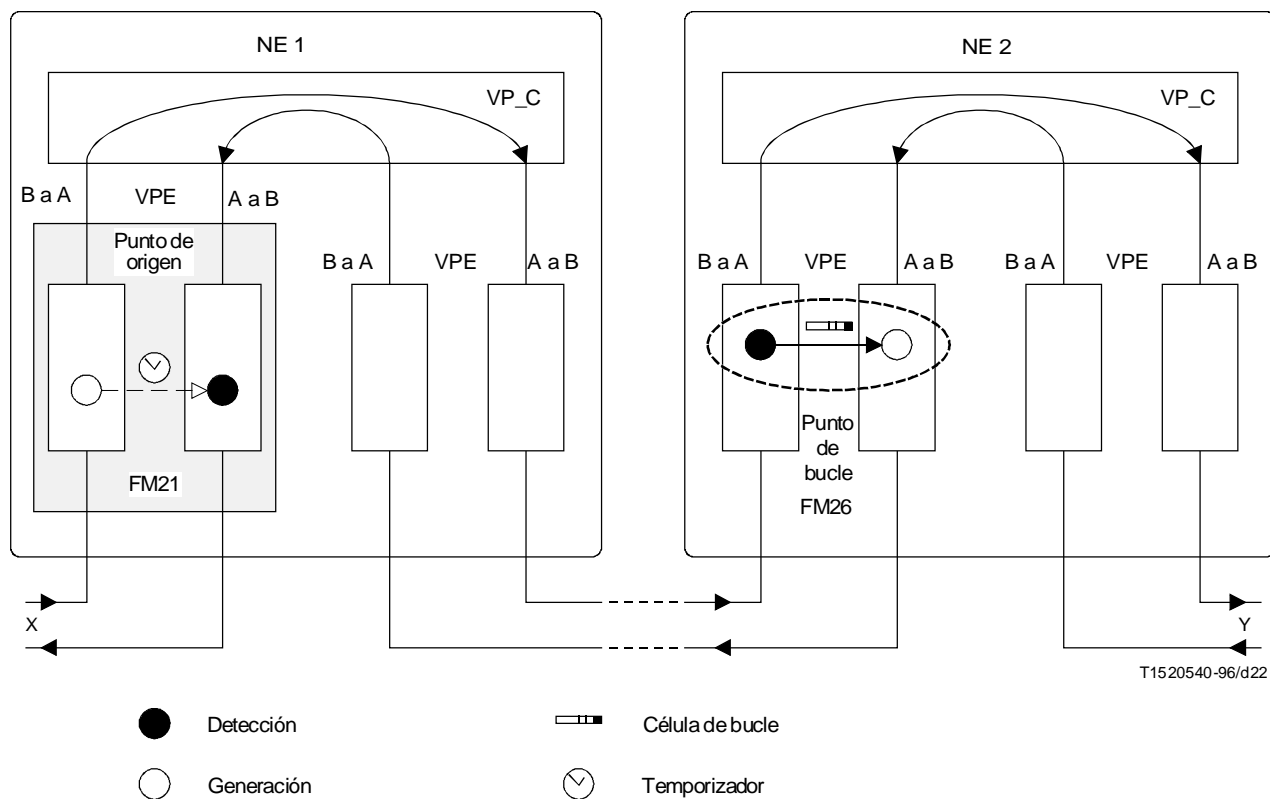 NE 1
NE 2
VP_C
VP_C
B a A
VPE
A a B
Punto de
origen
B a A
VPE
A a B
B a A
VPE
A a B
B a A
VPE
A a B
Punto
de
bucle
FM21
FM26
X
Y
T1520540-96/d22
Detección
Célula de bucle
Generación
Temporizador